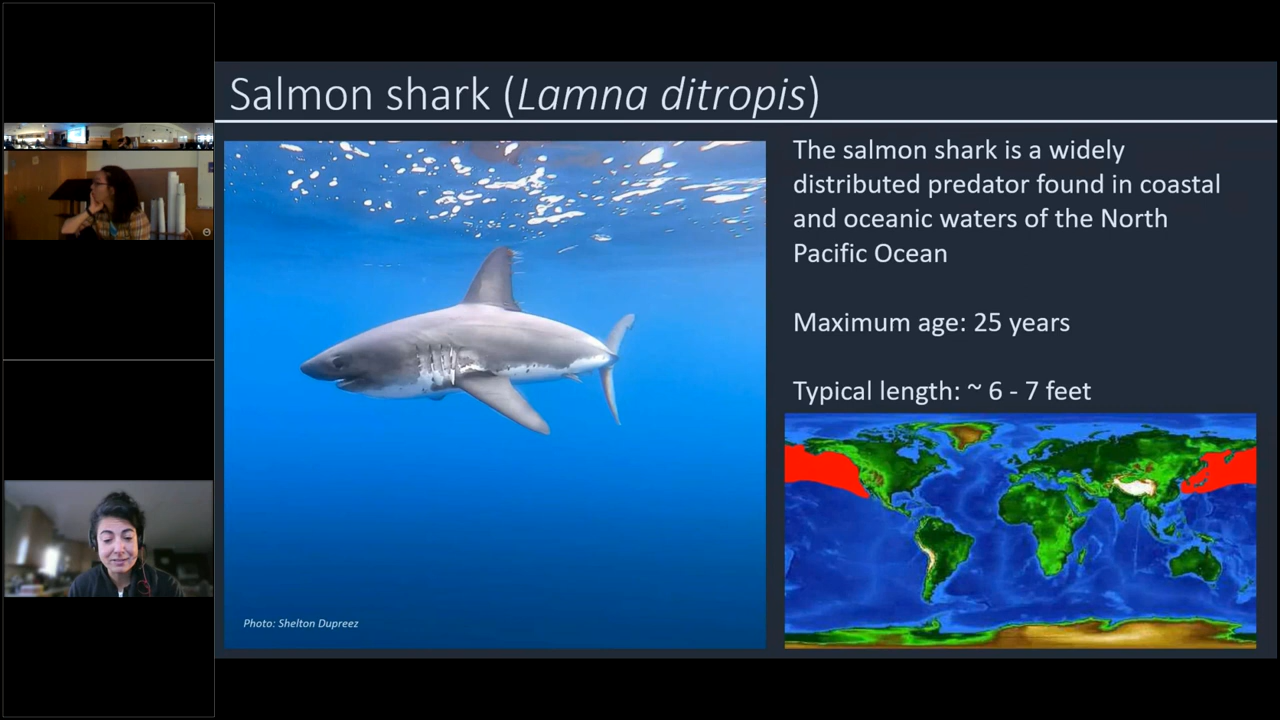 Salmon shark (Lamna ditropis)
The salmon shark is a widely
distributed predator found in coastal
and oceanic waters of the North
Pacific Ocean
Maximum age: 25 years
Typical length: ~ 6 - 7 feet
Photo: Shelton Dupreez